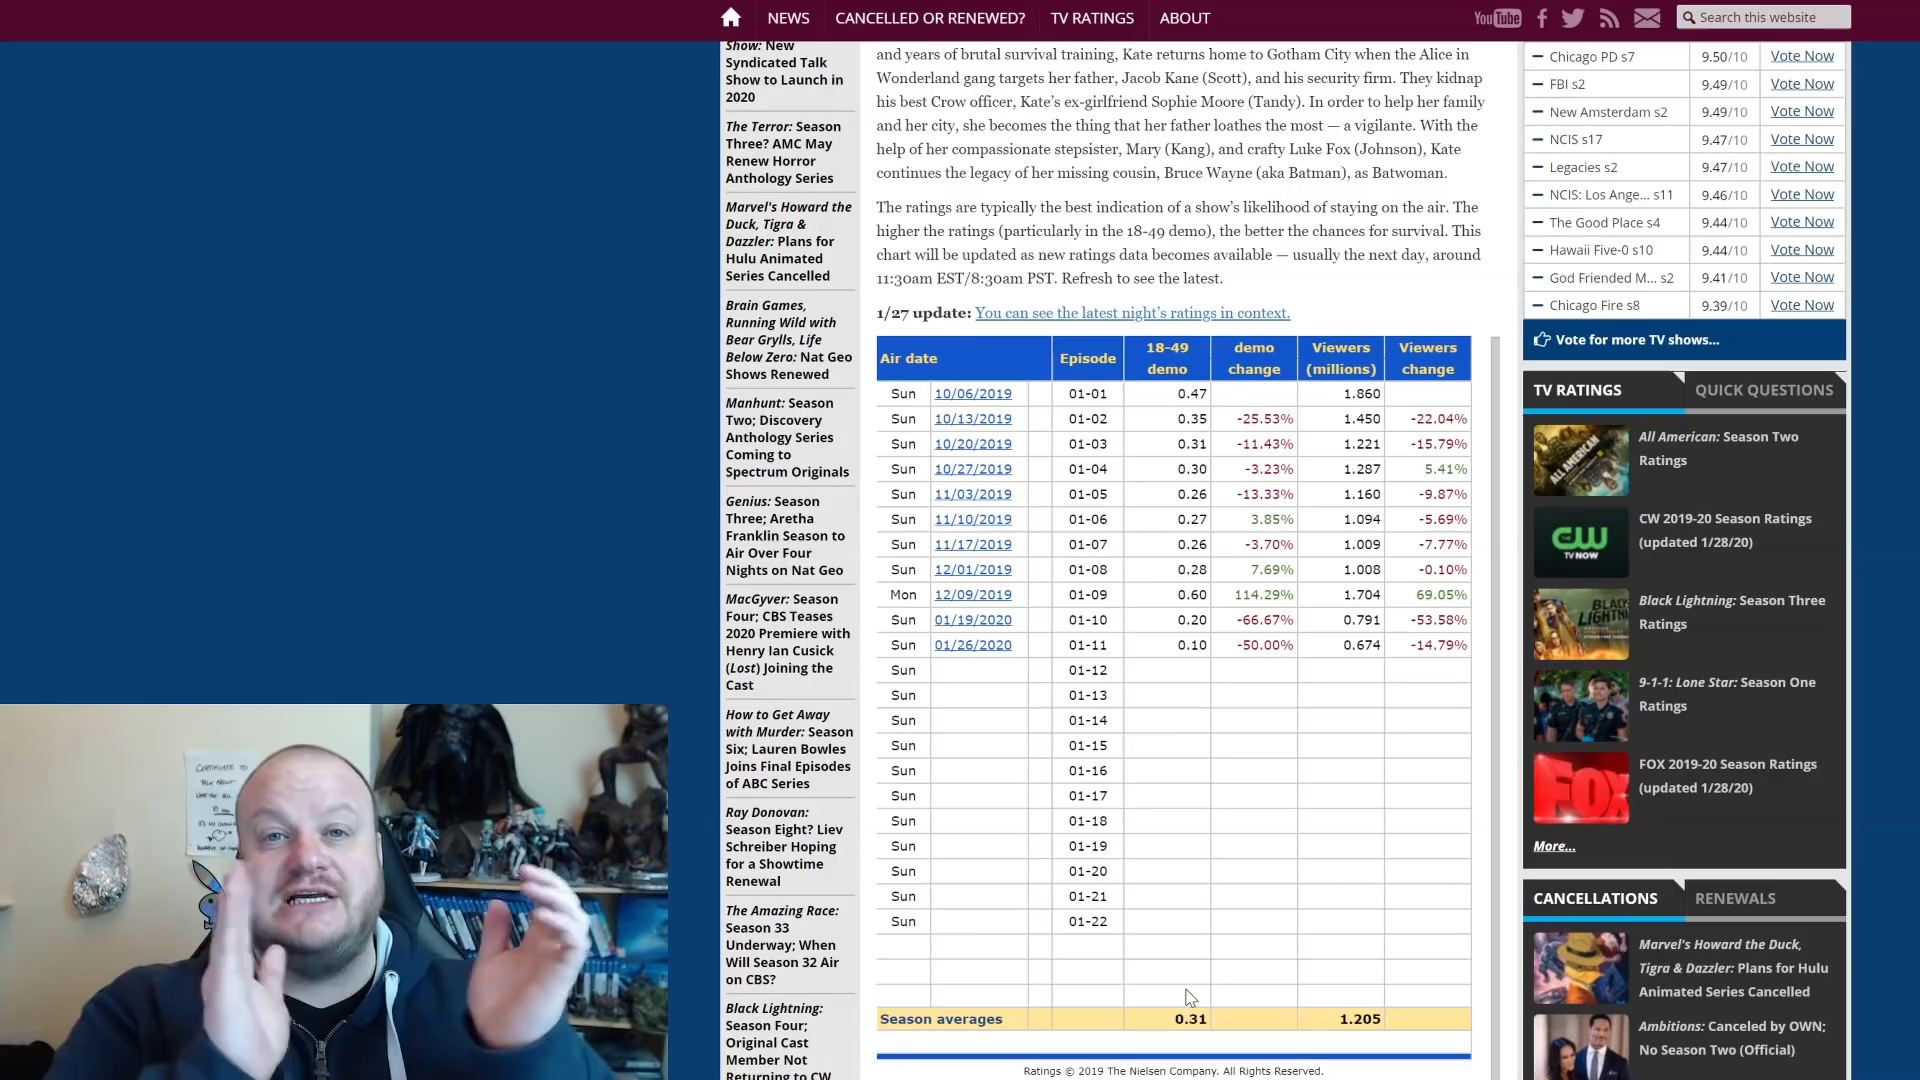 NEWS
CANCELLED OR RENEWED?
TV RATINGS
ABOUT
YouTube
Search this website
Show: New
Syndicated Talk
Show to Launch in
2020
The Terror: Season
Three? AMC May
Renew Horror
Anthology Series
Marvel's Howard the
Duck, Tigra &
Dazzler: Plans for
Hulu Animated
Series Cancelled
Brain Games,
Running Wild with
Bear Grylls, Life
Below Zero: Nat Geo
Shows Renewed
Manhunt: Season
Two; Discovery
Anthology Series
Coming to
Spectrum Originals
Genius: Season
Three; Aretha
Franklin Season to
Air Over Four
Nights on Nat Geo
MacGyver: Season
Four; CBS Teases
2020 Premiere with
Henry Ian Cusick
(Lost) Joining the
Cast
How to Get Away
with Murder: Season
Six; Lauren Bowles
Joins Final Episodes
of ABC Series
Ray Donovan:
Season Eight? Liev
Schreiber Hoping
for a Showtime
Renewal
The Amazing Race:
Season 33
Underway; When
Will Season 32 Air
on CBS?
Black Lightning:
Season Four;
Original Cast
Member Not
Returning to CW
and years of brutal survival training, Kate returns home to Gotham City when the Alice in
Wonderland gang targets her father, Jacob Kane (Scott), and his security firm. They kidnap
his best Crow officer, Kate's ex-girlfriend Sophie Moore (Tandy). In order to help her family
and her city, she becomes the thing that her father loathes the most — a vigilante. With the
help of her compassionate stepsister, Mary (Kang), and crafty Luke Fox (Johnson), Kate
continues the legacy of her missing cousin, Bruce Wayne (aka Batman), as Batwoman.
The ratings are typically the best indication of a show's likelihood of staying on the air. The
higher the ratings (particularly in the 18-49 demo), the better the chances for survival. This
chart will be updated as new ratings data becomes available — usually the next day, around
11:30am EST/8:30am PST. Refresh to see the latest.
1/27 update: You can see the latest night's ratings in context.
Air date Episode 18-49 demo demo change Viewers (millions) Viewers change
Sun 10/06/2019 01-01 0.47 1.860
Sun 10/13/2019 01-02 0.35 -25.53% 1.450 -22.04%
Sun 10/20/2019 01-03 0.31 -11.43% 1.221 -15.79%
Sun 10/27/2019 01-04 0.30 -3.23% 1.287 5.41%
Sun 11/03/2019 01-05 0.26 -13.33% 1.160 -9.87%
Sun 11/10/2019 01-06 0.27 3.85% 1.094 -5.69%
Sun 11/17/2019 01-07 0.26 -3.70% 1.009 -7.77%
Sun 12/01/2019 01-08 0.28 7.69% 1.008 -0.10%
Mon 12/09/2019 01-09 0.60 114.29% 1.704 69.05%
Sun 01/19/2020 01-10 0.20 -66.67% 0.791 -53.58%
Sun 01/26/2020 01-11 0.10 -50.00% 0.674 -14.79%
Sun 01-12
Sun 01-13
Sun 01-14
Sun 01-15
Sun 01-16
Sun 01-17
Sun 01-18
Sun 01-19
Sun 01-20
Sun 01-21
Sun 01-22
Season averages 0.31 1.205
Ratings © 2019 The Nielsen Company. All Rights Reserved.
Chicago PD s7 9.50/10 Vote Now
FBI s2 9.49/10 Vote Now
New Amsterdam s2 9.49/10 Vote Now
NCIS s17 9.47/10 Vote Now
Legacies s2 9.47/10 Vote Now
NCIS: Los Ange... s11 9.46/10 Vote Now
The Good Place s4 9.44/10 Vote Now
Hawaii Five-0 s10 9.44/10 Vote Now
God Friended M... s2 9.41/10 Vote Now
Chicago Fire s8 9.39/10 Vote Now
Vote for more TV shows...
TV RATINGS
QUICK QUESTIONS
ALL AMERICAN
All American: Season Two
Ratings
CW
TV NOW
CW 2019-20 Season Ratings
(updated 1/28/20)
BLACK
LIGHTNING
Black Lightning: Season Three
Ratings
9-1-1: Lone Star: Season One
Ratings
FOX
FOX 2019-20 Season Ratings
(updated 1/28/20)
More...
CANCELLATIONS
RENEWALS
Marvel's Howard the Duck,
Tigra & Dazzler: Plans for Hulu
Animated Series Cancelled
Ambitions: Canceled by OWN;
No Season Two (Official)
CERTIFICATE TO
TALK ABOUT